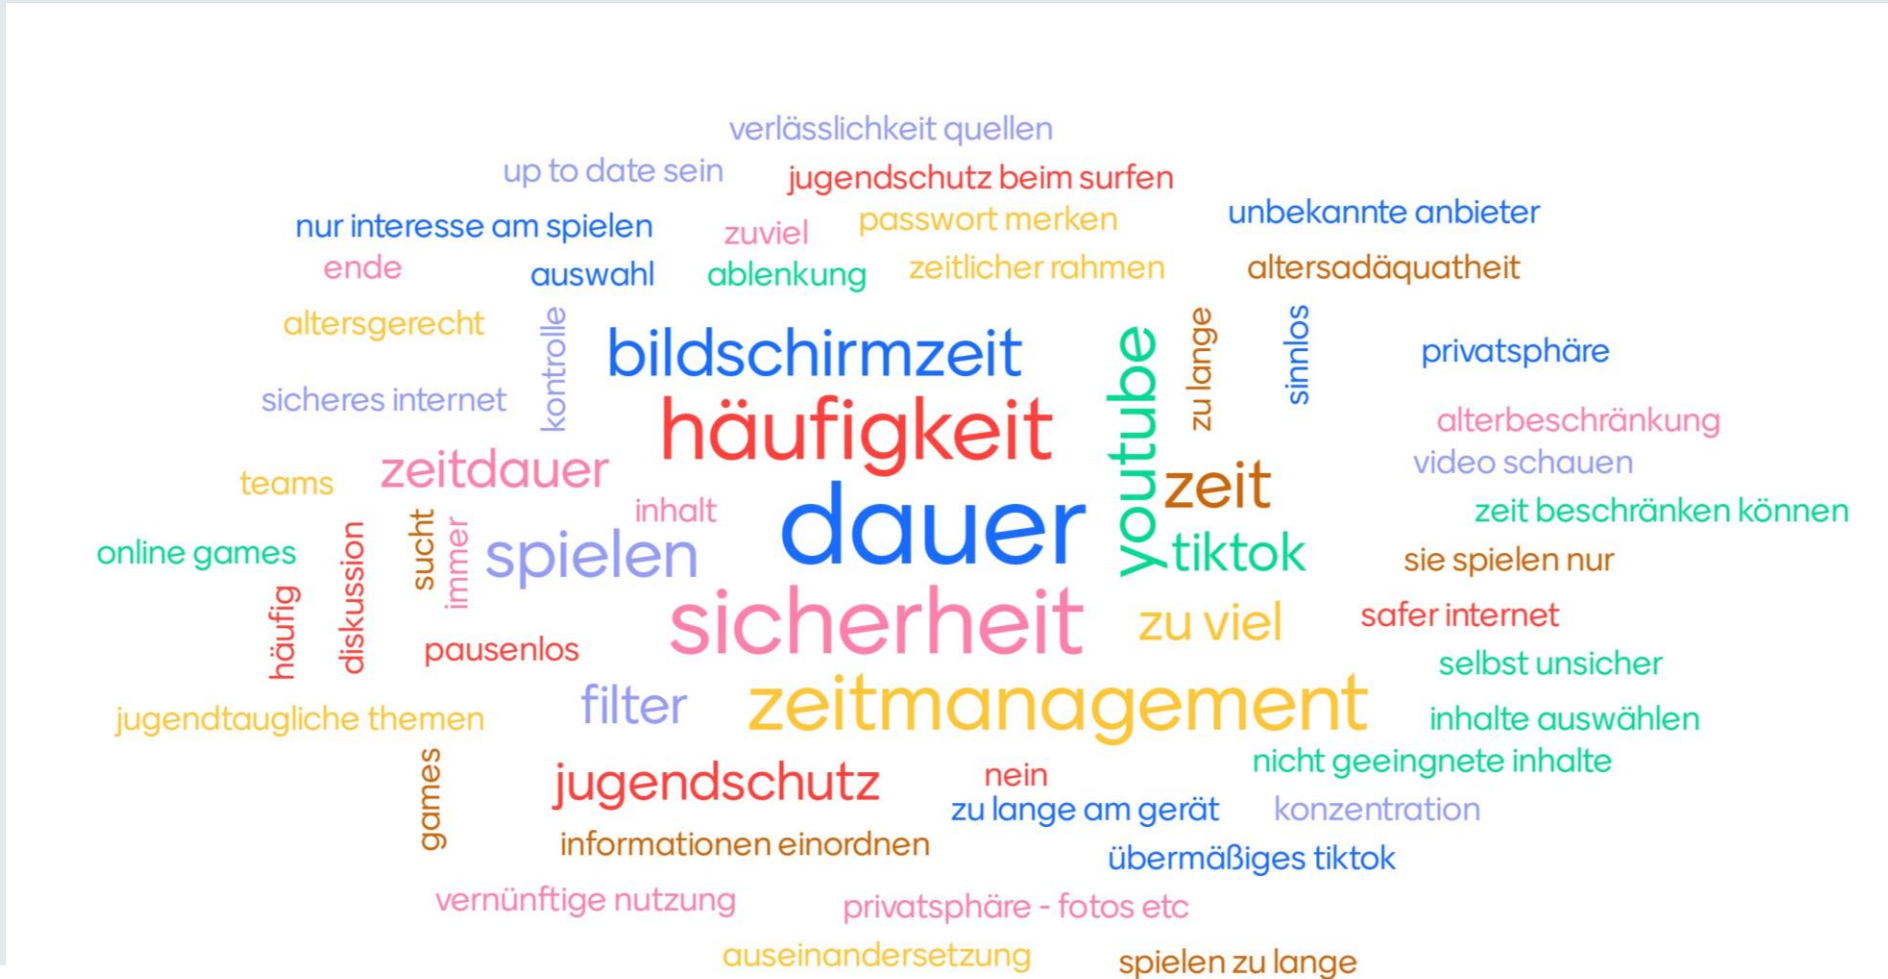 verlässlichkeit quellen
up to date sein
jugendschutz beim surfen
nur interesse am spielen
zuviel
passwort merken
unbekannte anbieter
ende
auswahl
ablenkung
zeitlicher rahmen
altersadäquatheit
altersgerecht
kontrolle
bildschirmzeit
youtube
zu lange
sinnlos
privatsphäre
sicheres internet
häufigkeit
alterbeschränkung
teams
zeitdauer
zeit
video schauen
inhalt
dauer
zeit beschränken können
online games
häufig
diskussion
sucht
immer
spielen
tiktok
sie spielen nur
pausenlos
sicherheit
zu viel
safer internet
selbst unsicher
jugendtaugliche themen
filter
zeitmanagement
inhalte auswählen
nicht geeingnete inhalte
games
jugendschutz
nein
zu lange am gerät
konzentration
informationen einordnen
übermäßiges tiktok
vernünftige nutzung
privatsphäre - fotos etc
auseinandersetzung
spielen zu lange